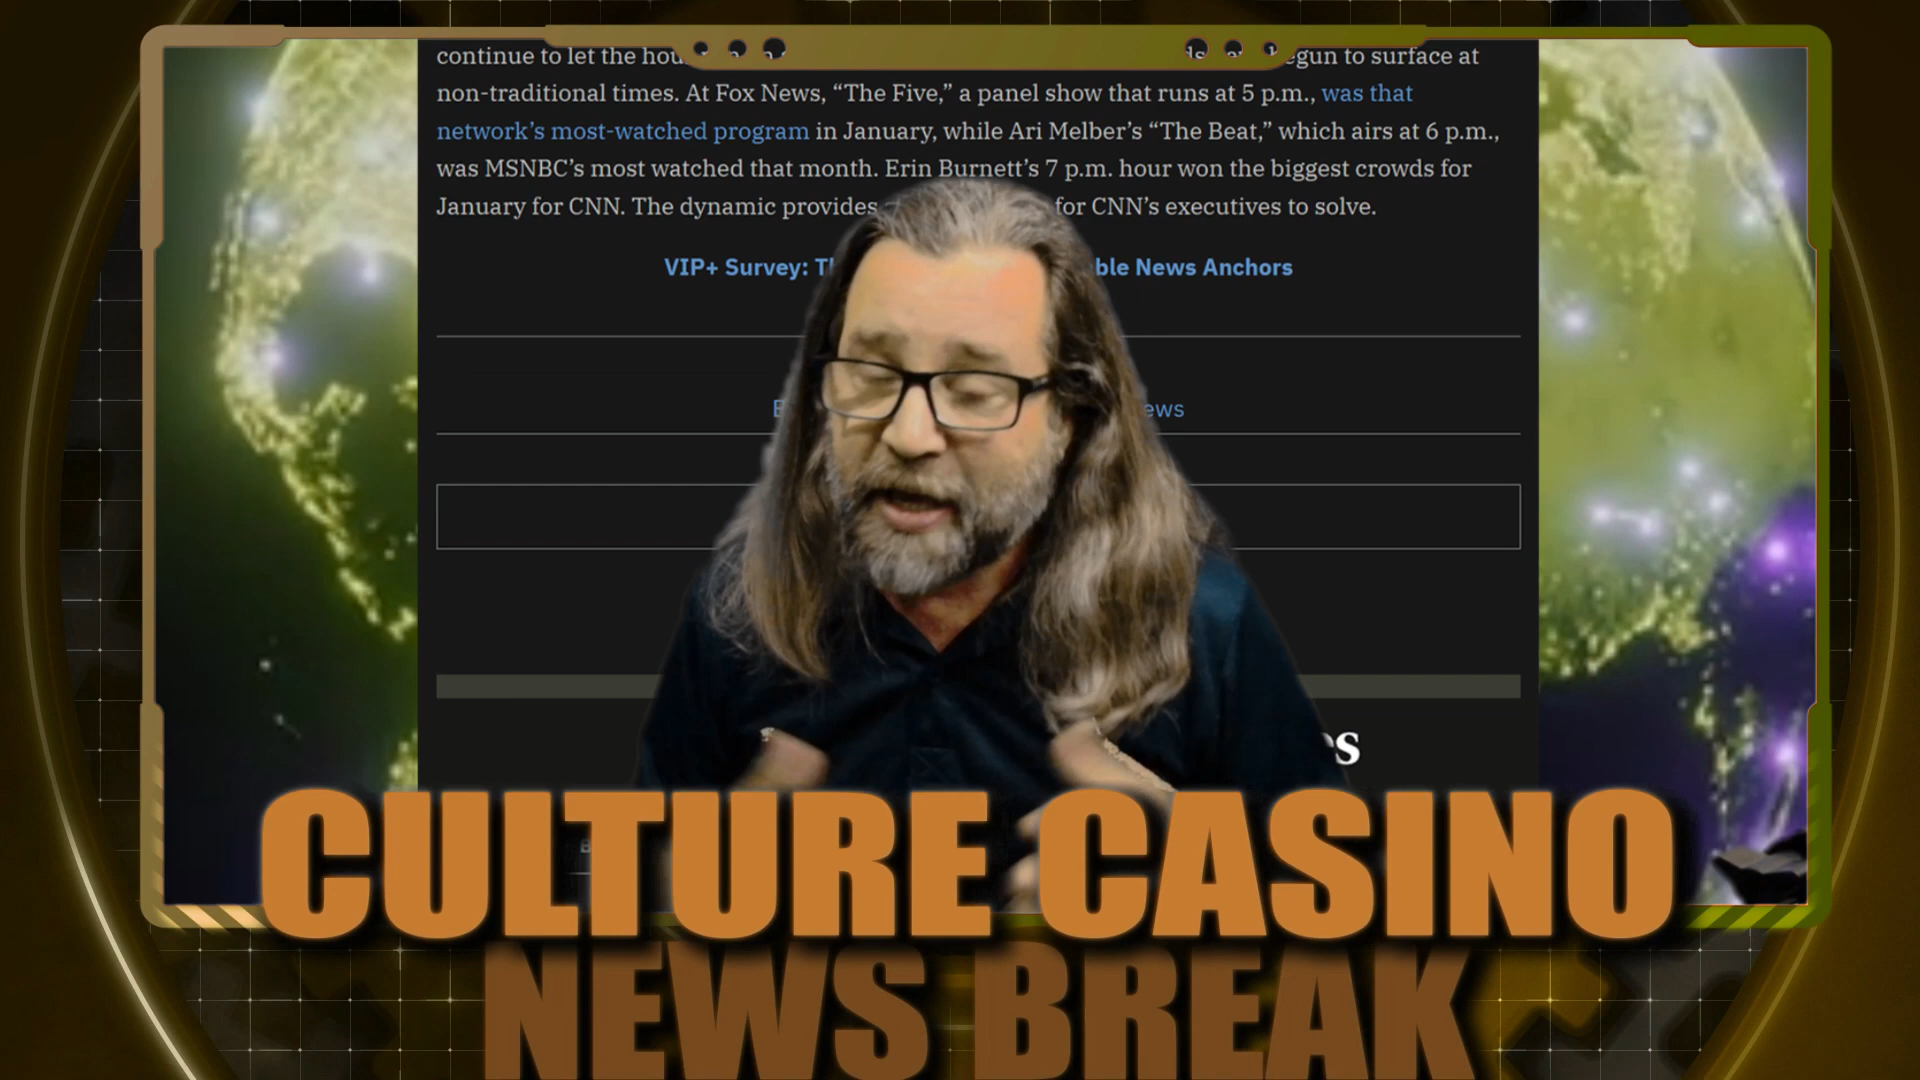 continue to let the hou
egun to surface at
non-traditional times. At Fox News, “The Five,” a panel show that runs at 5 p.m., was that
network’s most-watched program in January, while Ari Melber’s “The Beat,” which airs at 6 p.m.,
was MSNBC’s most watched that month. Erin Burnett’s 7 p.m. hour won the biggest crowds for
January for CNN. The dynamic provides for CNN’s executives to solve.
VIP+ Survey: ble News Anchors
ews
CULTURE CASINO
NEWS BREAK